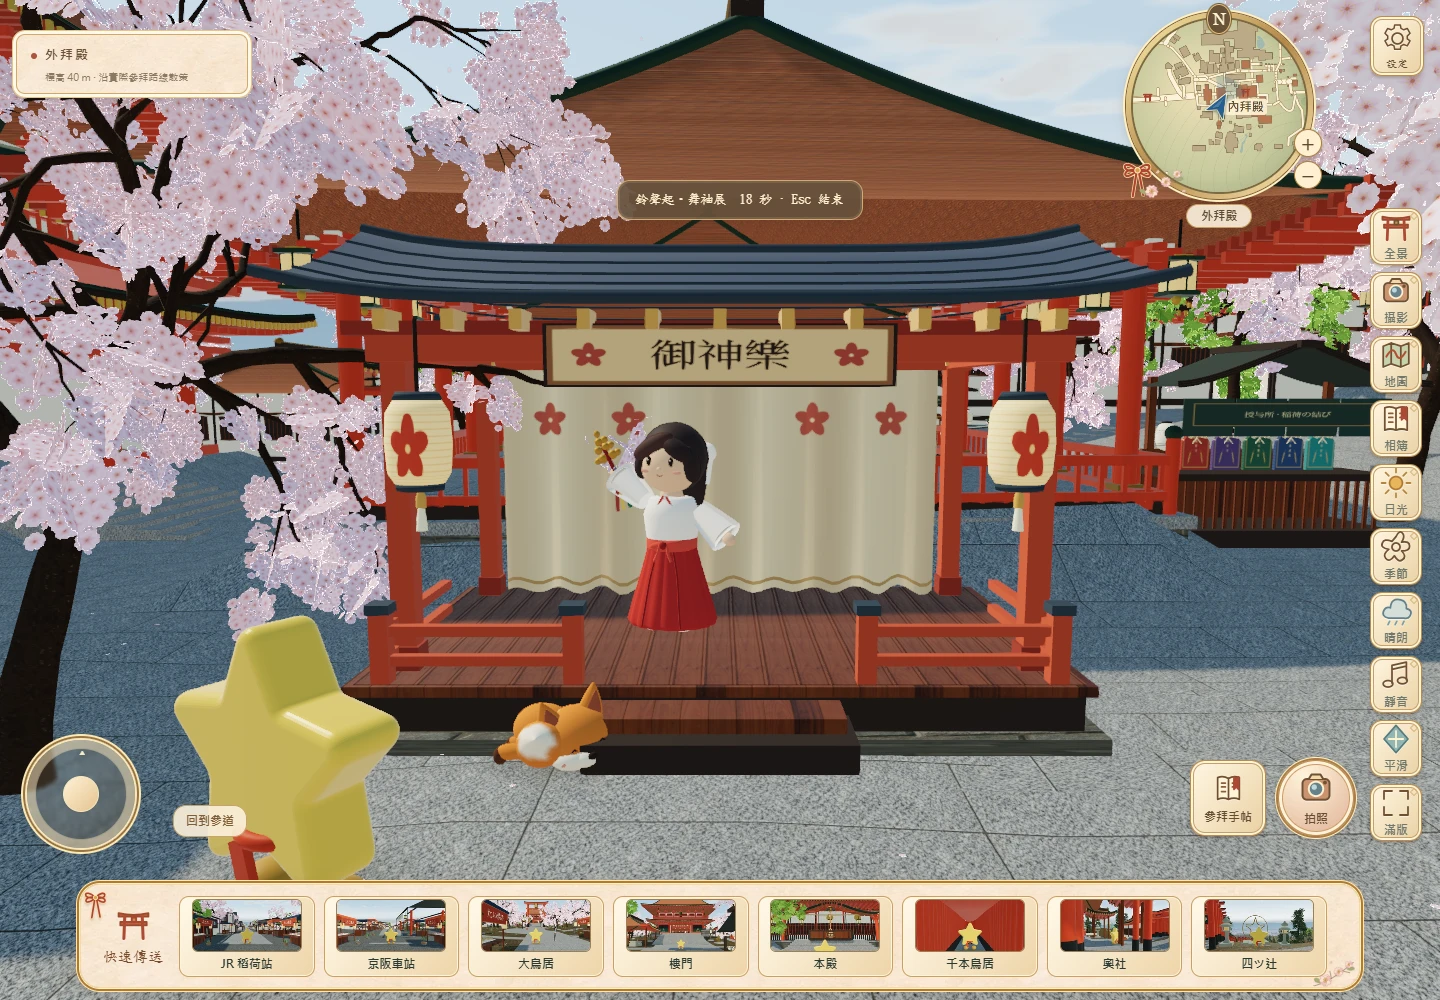 外拜殿
標高 40 m · 沿實際參拜路線散策
N
內拜殿
+
−
外拜殿
設定
鈴聲起・舞袖展 18 秒 · Esc 結束
御神樂
授与所・稲荷の結び
全景
攝影
地圖
相簿
日光
季節
晴朗
靜音
平滑
滿版
回到參道
參拜手帖
拍照
快速傳送
JR 稻荷站
京阪車站
大鳥居
樓門
本殿
千本鳥居
奧社
四ツ辻